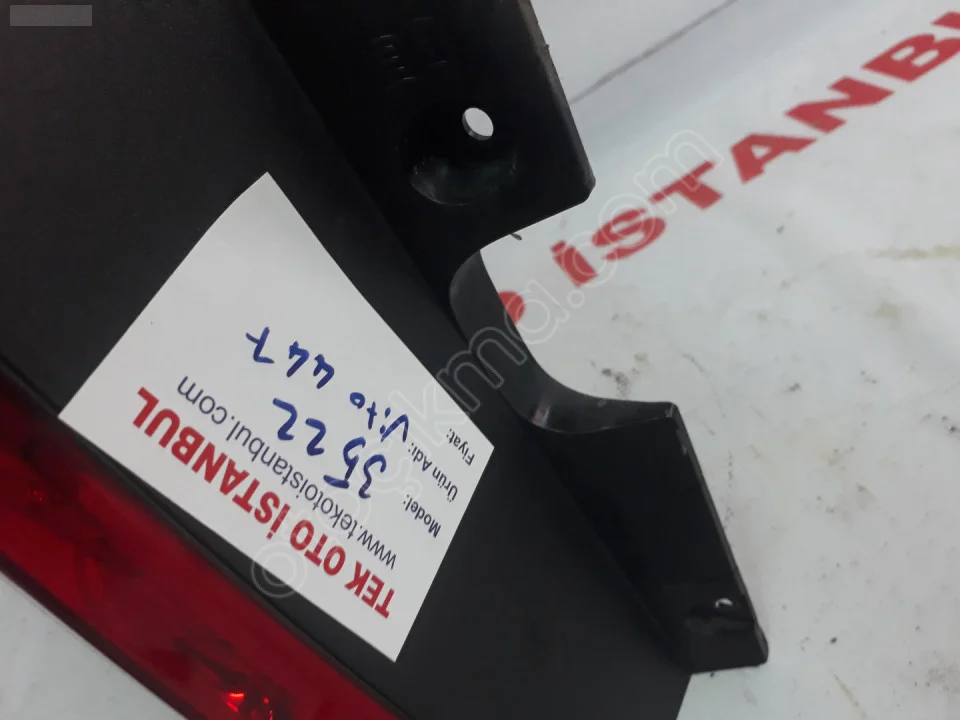 TEK OTO İSTANBUL
www.tekotoistanbul.com
Model: 3522
Ürün Adı: Vito 447
Fiyat:
İSTANBUL